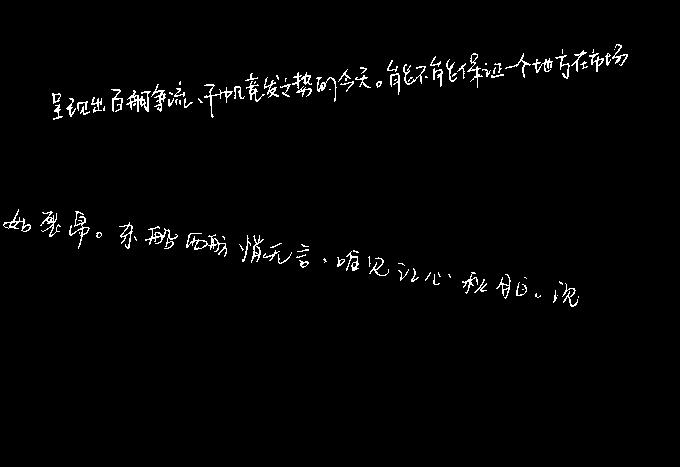 呈现出百舸争流、千帆竞发之势的今天。能不能保证一个地方在市场
如裂帛。东船西舫悄无言，唯见江心秋月白。沉